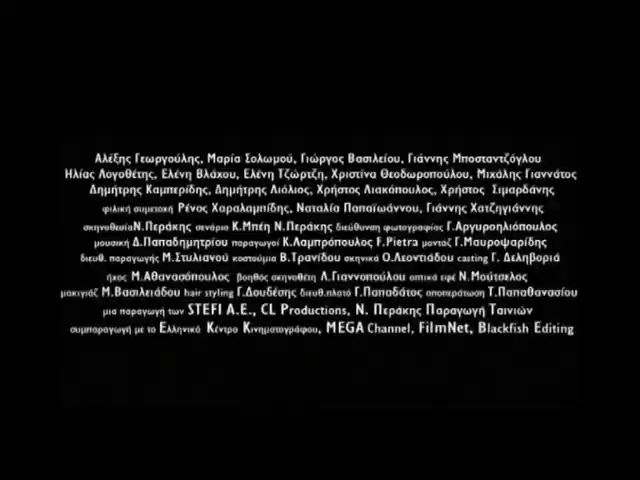 Αλέξης Γεωργούλης, Μαρία Σολωμού, Γιώργος Βασιλείου, Γιάννης Μποσταντζόγλου
Ηλίας Λογοθέτης, Ελένη Βλάχου, Ελένη Τζώρτζη, Χριστίνα Θεοδωροπούλου, Μιχάλης Γιαννάτος
Δημήτρης Καμπερίδης, Δημήτρης Λιόλιος, Χρήστος Λιακόπουλος, Χρήστος Σιμαρδάνης
φιλική συμετοχή Ρένος Χαραλαμπίδης, Ναταλία Παπαϊωάννου, Γιάννης Χατζηγιάννης
σκηνοθεσία Ν.Περάκης σενάριο Κ.Μπέη Ν.Περάκης διεύθυνση φωτογραφίας Γ.Αργυροηλιόπουλος
μουσική Δ.Παπαδημητρίου παραγωγοί Κ.Λαμπρόπουλος F.Pietra μοντάζ Γ.Μαυροψαρίδης
διευθ. παραγωγής Μ.Στυλιανού κοστούμια Β.Τρανίδου σκηνικά Ο.Λεοντιάδου casting Γ. Δεληβοριά
ήχος Μ.Αθανασόπουλος βοηθός σκηνοθέτη Λ.Γιαννοπούλου οπτικά εφέ Ν.Μούτσελος
μακιγιάζ Μ.Βασιλειάδου hair styling Γ.Δουδέσης διευθ.πλατό Γ.Παπαδάτος οποπεράτωση Τ.Παπαθανασίου
μια παραγωγή των STEFI A.E., CL Productions, Ν. Περάκης Παραγωγή Ταινιών
συμπαραγωγή με το Ελληνικό Κέντρο Κινηματογράφου, MEGA Channel, FilmNet, Blackfish Editing